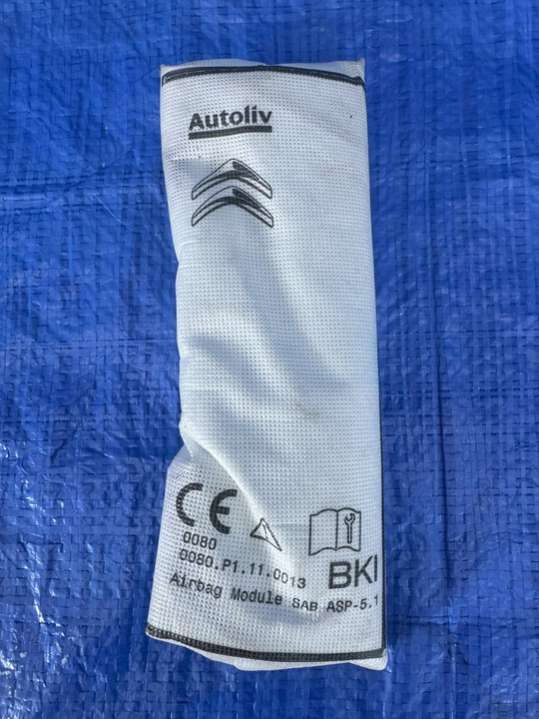 Autoliv
CE
0080
0080.P1.11.0013
BKI
Airbag Module SAB ASP-5.1